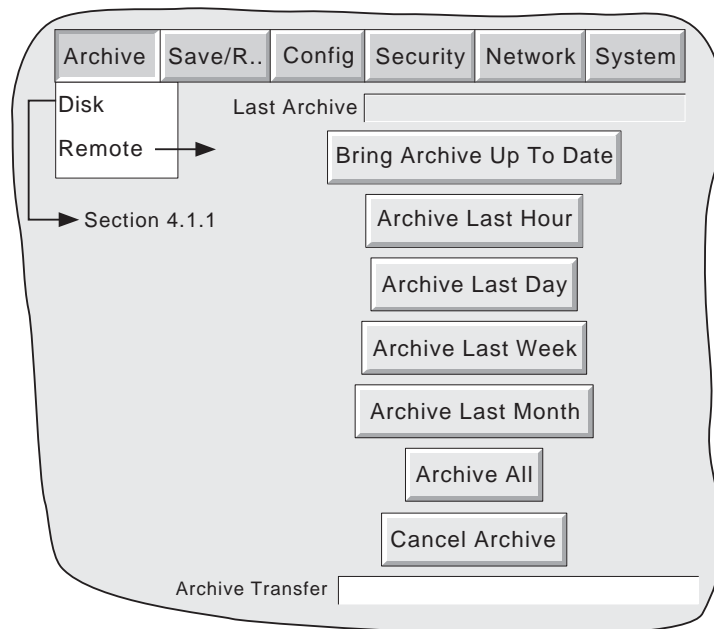 Archive Save/R.. Config Security Network System
Disk
Last Archive
Remote
Bring Archive Up To Date
Section 4.1.1
Archive Last Hour
Archive Last Day
Archive Last Week
Archive Last Month
Archive All
Cancel Archive
Archive Transfer